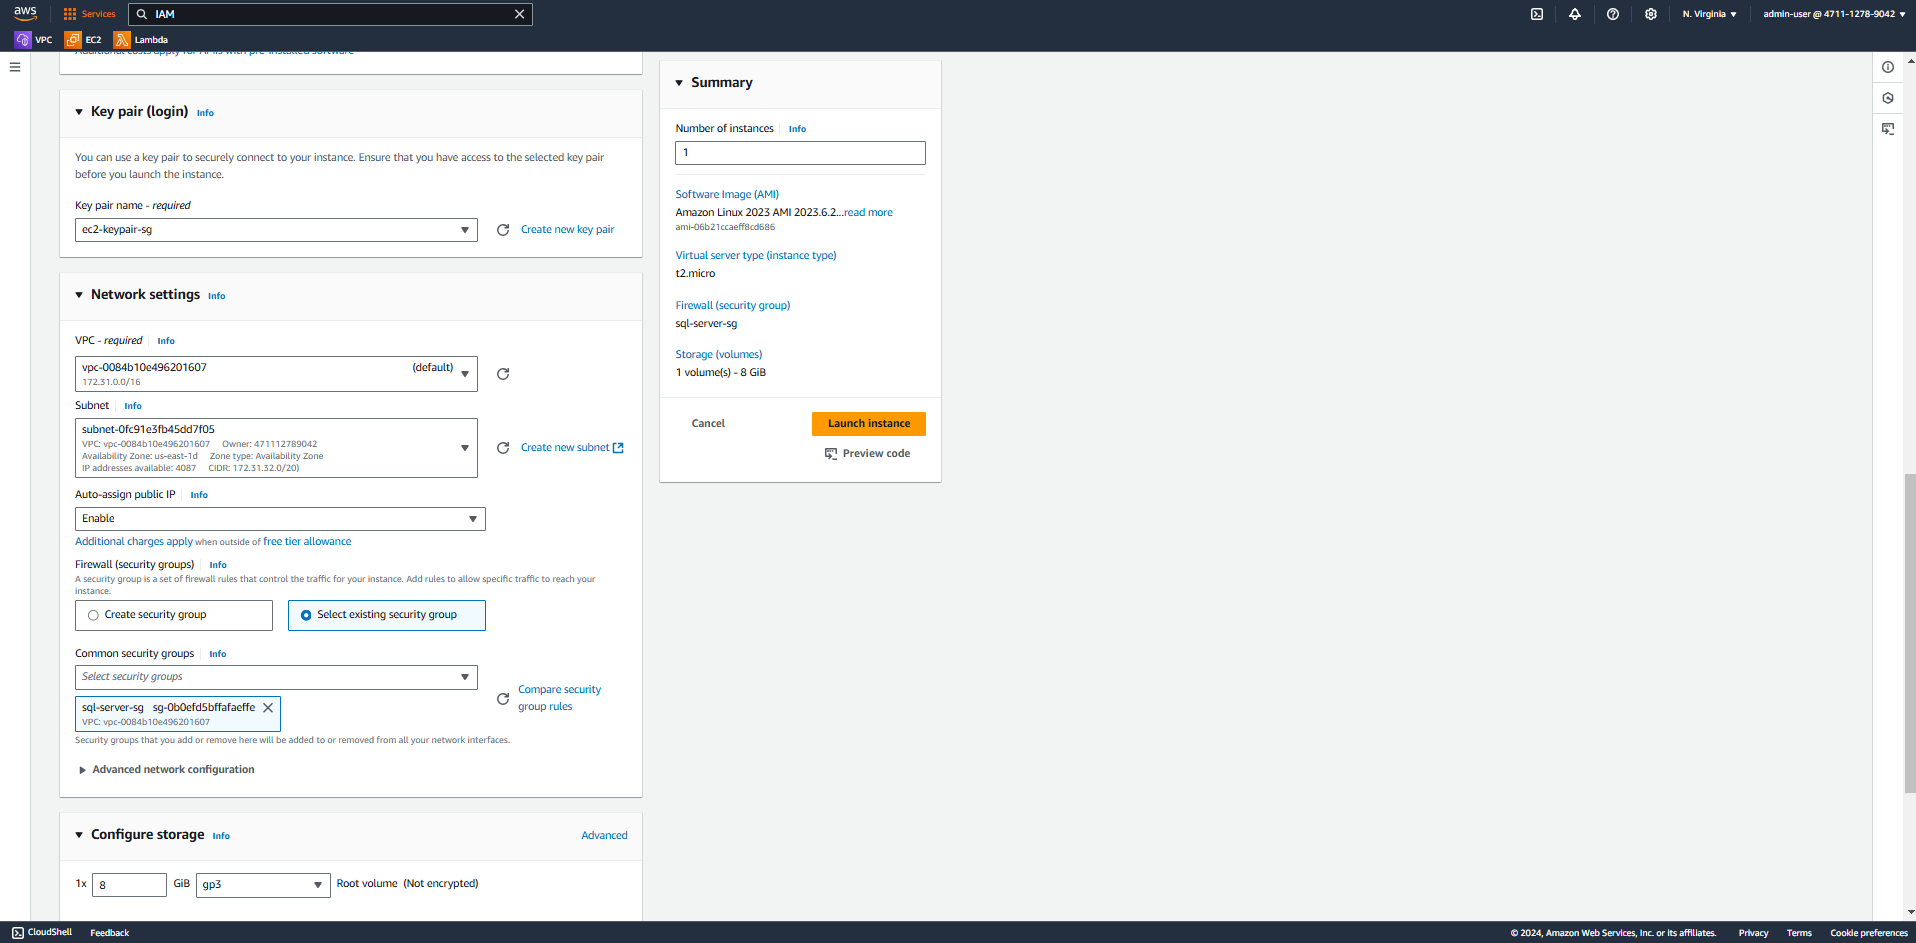 aws
Services
IAM
N. Virginia
admin-user @ 4711-1278-9042
VPC
EC2
Lambda
Additional costs apply for AMIs with pre-installed software
Key pair (login) Info
You can use a key pair to securely connect to your instance. Ensure that you have access to the selected key pair
before you launch the instance.
Key pair name - required
ec2-keypair-sg
Create new key pair
Network settings Info
VPC - required Info
vpc-0084b10e496201607 (default)
172.31.0.0/16
Subnet Info
subnet-0fc91e3fb45dd7f05
VPC: vpc-0084b10e496201607 Owner: 471112789042
Availability Zone: us-east-1d Zone type: Availability Zone
IP addresses available: 4087 CIDR: 172.31.32.0/20)
Create new subnet
Auto-assign public IP Info
Enable
Additional charges apply when outside of free tier allowance
Firewall (security groups) Info
A security group is a set of firewall rules that control the traffic for your instance. Add rules to allow specific traffic to reach your
instance.
Create security group
Select existing security group
Common security groups Info
Select security groups
sql-server-sg sg-0b0efd5bffafaeffe
VPC: vpc-0084b10e496201607
Compare security
group rules
Security groups that you add or remove here will be added to or removed from all your network interfaces.
Advanced network configuration
Configure storage Info
Advanced
1x 8 GiB gp3 Root volume (Not encrypted)
Summary
Number of instances Info
1
Software Image (AMI)
Amazon Linux 2023 AMI 2023.6.2...read more
ami-06b21ccaeff8cd686
Virtual server type (instance type)
t2.micro
Firewall (security group)
sql-server-sg
Storage (volumes)
1 volume(s) - 8 GiB
Cancel
Launch instance
Preview code
CloudShell
Feedback
© 2024, Amazon Web Services, Inc. or its affiliates.
Privacy
Terms
Cookie preferences